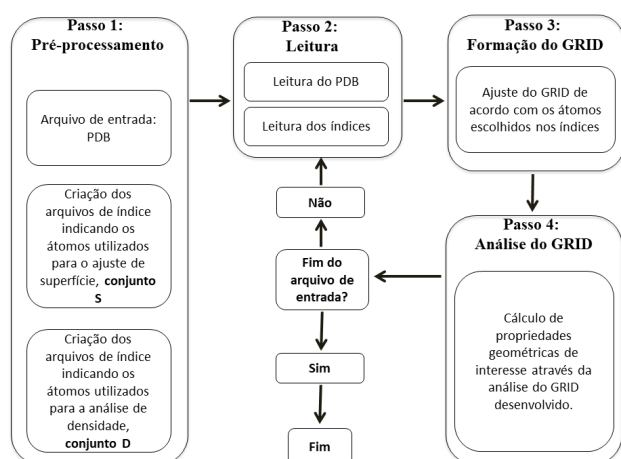 Passo 1:
Pré-processamento
Arquivo de entrada:
PDB
Criação dos
arquivos de índice
indicando os
átomos utilizados
para o ajuste de
superfície, conjunto
S
Criação dos
arquivos de índice
indicando os
átomos utilizados
para a análise de
densidade,
conjunto D
Passo 2:
Leitura
Leitura do PDB
Leitura dos índices
Não
Fim do
arquivo de
entrada?
Sim
Fim
Passo 3:
Formação do GRID
Ajuste do GRID de
acordo com os átomos
escolhidos nos índices
Passo 4:
Análise do GRID
Cálculo de
propriedades
geométricas de
interesse através da
análise do GRID
desenvolvido.